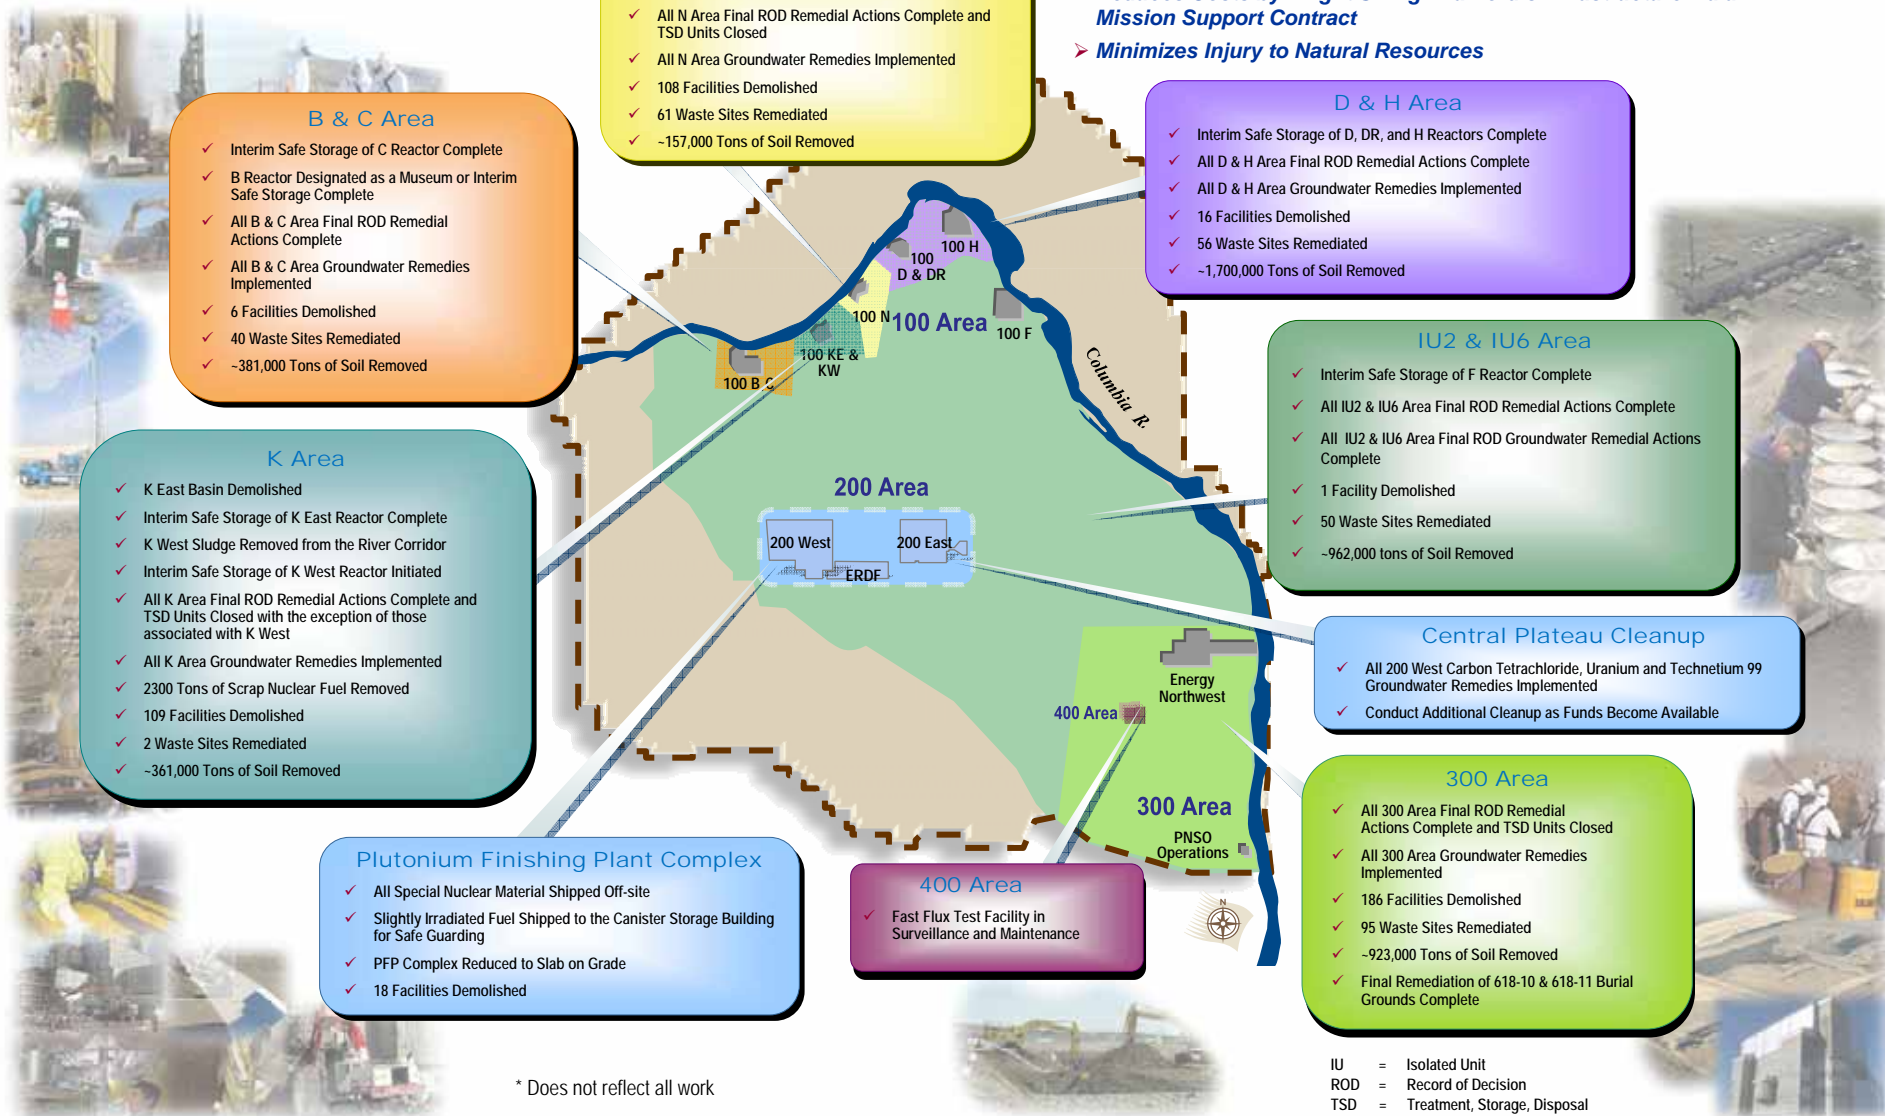 Mission Support Contract
Minimizes Injury to Natural Resources
All N Area Final ROD Remedial Actions Complete and
TSD Units Closed
All N Area Groundwater Remedies Implemented
108 Facilities Demolished
61 Waste Sites Remediated
~157,000 Tons of Soil Removed
B & C Area
Interim Safe Storage of C Reactor Complete
B Reactor Designated as a Museum or Interim
Safe Storage Complete
All B & C Area Final ROD Remedial
Actions Complete
All B & C Area Groundwater Remedies
Implemented
6 Facilities Demolished
40 Waste Sites Remediated
~381,000 Tons of Soil Removed
D & H Area
Interim Safe Storage of D, DR, and H Reactors Complete
All D & H Area Final ROD Remedial Actions Complete
All D & H Area Groundwater Remedies Implemented
16 Facilities Demolished
56 Waste Sites Remediated
~1,700,000 Tons of Soil Removed
100 H
100
D & DR
100 N
100 Area
100 F
100 KE &
KW
100 B C
Columbia R.
IU2 & IU6 Area
Interim Safe Storage of F Reactor Complete
All IU2 & IU6 Area Final ROD Remedial Actions Complete
All IU2 & IU6 Area Final ROD Groundwater Remedial Actions
Complete
1 Facility Demolished
50 Waste Sites Remediated
~962,000 tons of Soil Removed
K Area
K East Basin Demolished
Interim Safe Storage of K East Reactor Complete
K West Sludge Removed from the River Corridor
Interim Safe Storage of K West Reactor Initiated
All K Area Final ROD Remedial Actions Complete and
TSD Units Closed with the exception of those
associated with K West
All K Area Groundwater Remedies Implemented
2300 Tons of Scrap Nuclear Fuel Removed
109 Facilities Demolished
2 Waste Sites Remediated
~361,000 Tons of Soil Removed
200 Area
200 West
200 East
ERDF
Central Plateau Cleanup
All 200 West Carbon Tetrachloride, Uranium and Technetium 99
Groundwater Remedies Implemented
Conduct Additional Cleanup as Funds Become Available
Energy
Northwest
400 Area
300 Area
PNSO
Operations
N
300 Area
All 300 Area Final ROD Remedial
Actions Complete and TSD Units Closed
All 300 Area Groundwater Remedies
Implemented
186 Facilities Demolished
95 Waste Sites Remediated
~923,000 Tons of Soil Removed
Final Remediation of 618-10 & 618-11 Burial
Grounds Complete
Plutonium Finishing Plant Complex
All Special Nuclear Material Shipped Off-site
Slightly Irradiated Fuel Shipped to the Canister Storage Building
for Safe Guarding
PFP Complex Reduced to Slab on Grade
18 Facilities Demolished
400 Area
Fast Flux Test Facility in
Surveillance and Maintenance
* Does not reflect all work
IU = Isolated Unit
ROD = Record of Decision
TSD = Treatment, Storage, Disposal